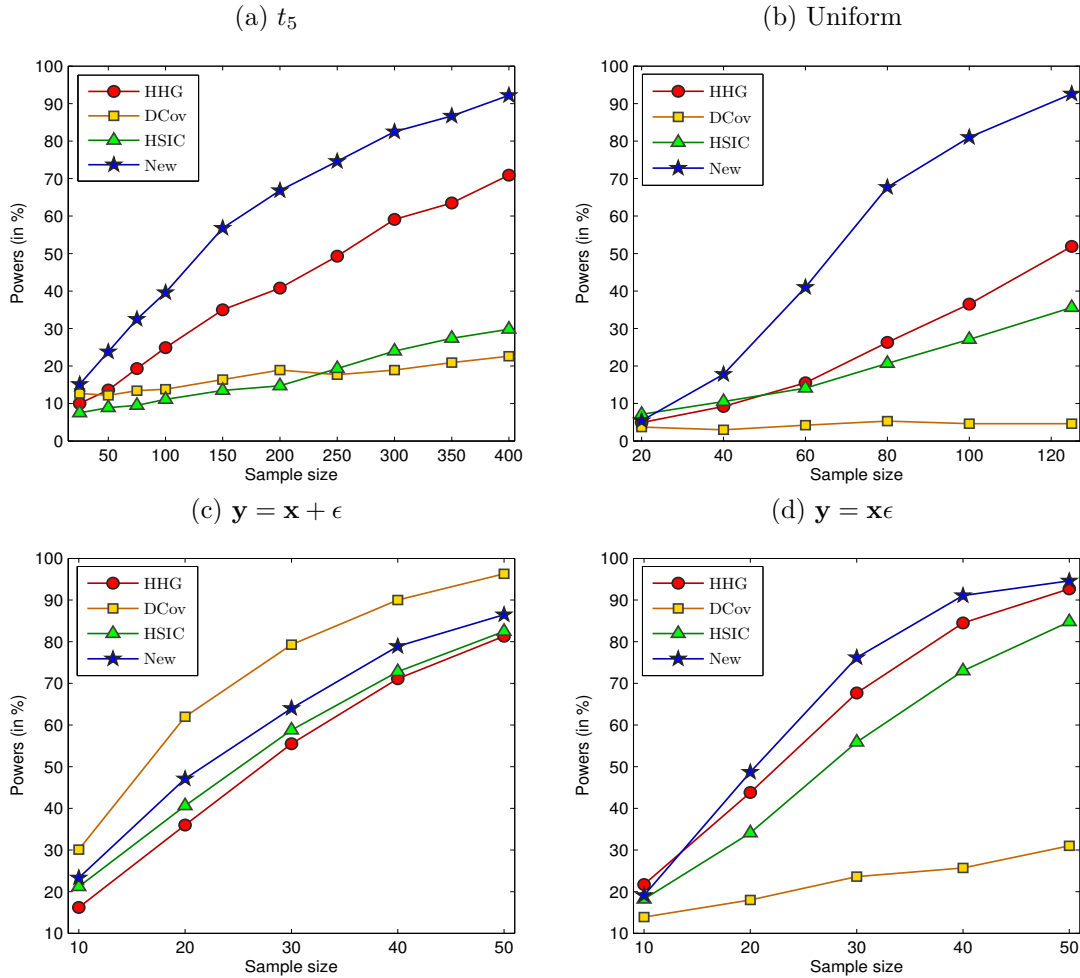 (a) t₅
100
90
80
70
60
50
40
30
20
10
0
Powers (in %)
HHG
DCov
HSIC
New
50 100 150 200 250 300 350 400
Sample size
(b) Uniform
100
90
80
70
60
50
40
30
20
10
0
Powers (in %)
HHG
DCov
HSIC
New
20 40 60 80 100 120
Sample size
(c) y = x + ϵ
100
90
80
70
60
50
40
30
20
10
Powers (in %)
HHG
DCov
HSIC
New
10 20 30 40 50
Sample size
(d) y = xϵ
100
90
80
70
60
50
40
30
20
10
Powers (in %)
HHG
DCov
HSIC
New
10 20 30 40 50
Sample size